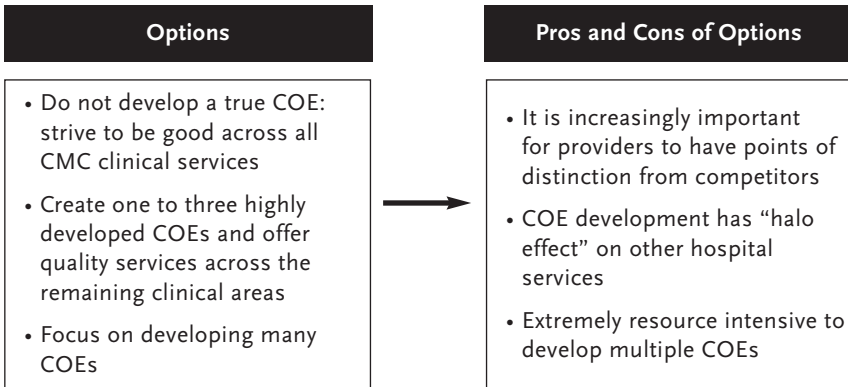 Options
• Do not develop a true COE:
strive to be good across all
CMC clinical services
• Create one to three highly
developed COEs and offer
quality services across the
remaining clinical areas
• Focus on developing many
COEs
Pros and Cons of Options
• It is increasingly important
for providers to have points of
distinction from competitors
• COE development has “halo
effect” on other hospital
services
• Extremely resource intensive to
develop multiple COEs